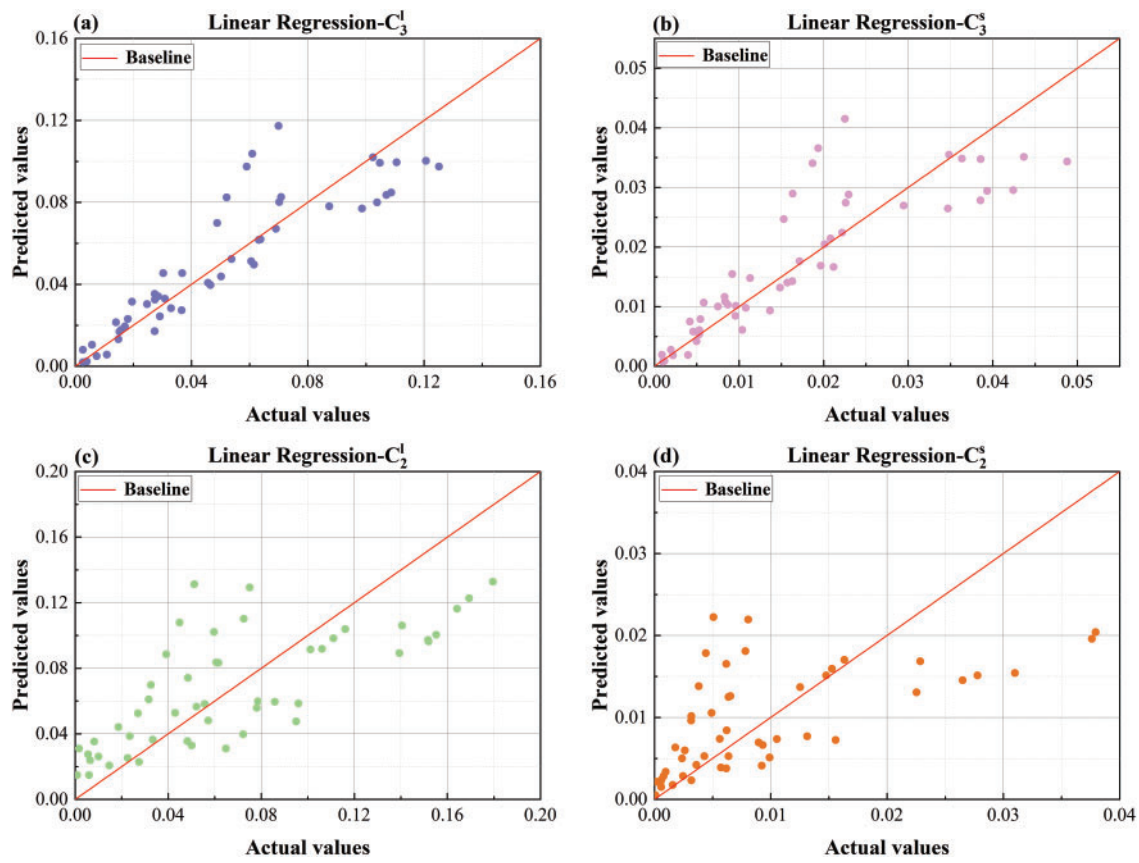 (a) Linear Regression-C₃ˡ
0.16
Baseline
0.12
0.08
0.04
0.00
Predicted values
0.00 0.04 0.08 0.12 0.16
Actual values
(b) Linear Regression-C₃ˢ
Baseline
0.05
0.04
0.03
0.02
0.01
0.00
Predicted values
0.00 0.01 0.02 0.03 0.04 0.05
Actual values
(c) Linear Regression-C₂ˡ
0.20
Baseline
0.16
0.12
0.08
0.04
0.00
Predicted values
0.00 0.04 0.08 0.12 0.16 0.20
Actual values
(d) Linear Regression-C₂ˢ
0.04
Baseline
0.03
0.02
0.01
0.00
Predicted values
0.00 0.01 0.02 0.03 0.04
Actual values